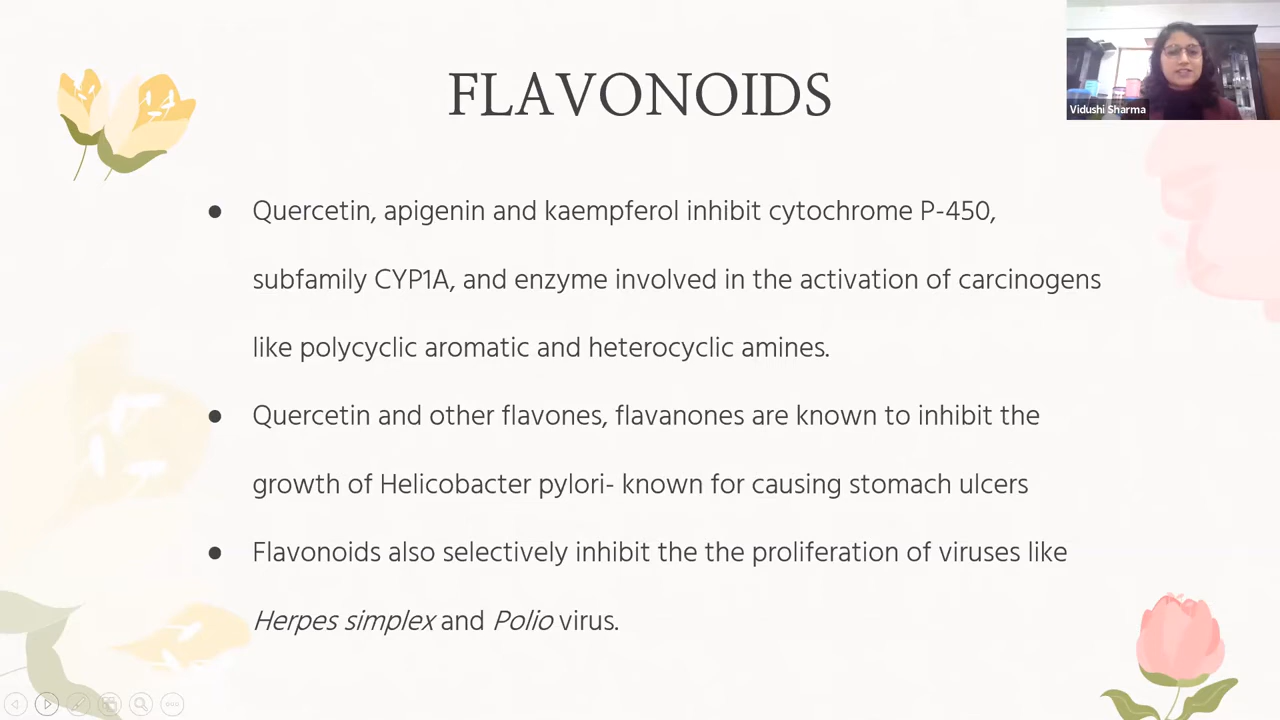 FLAVONOIDS
Vidushi Sharma
● Quercetin, apigenin and kaempferol inhibit cytochrome P-450,
subfamily CYP1A, and enzyme involved in the activation of carcinogens
like polycyclic aromatic and heterocyclic amines.
● Quercetin and other flavones, flavanones are known to inhibit the
growth of Helicobacter pylori- known for causing stomach ulcers
● Flavonoids also selectively inhibit the the proliferation of viruses like
Herpes simplex and Polio virus.